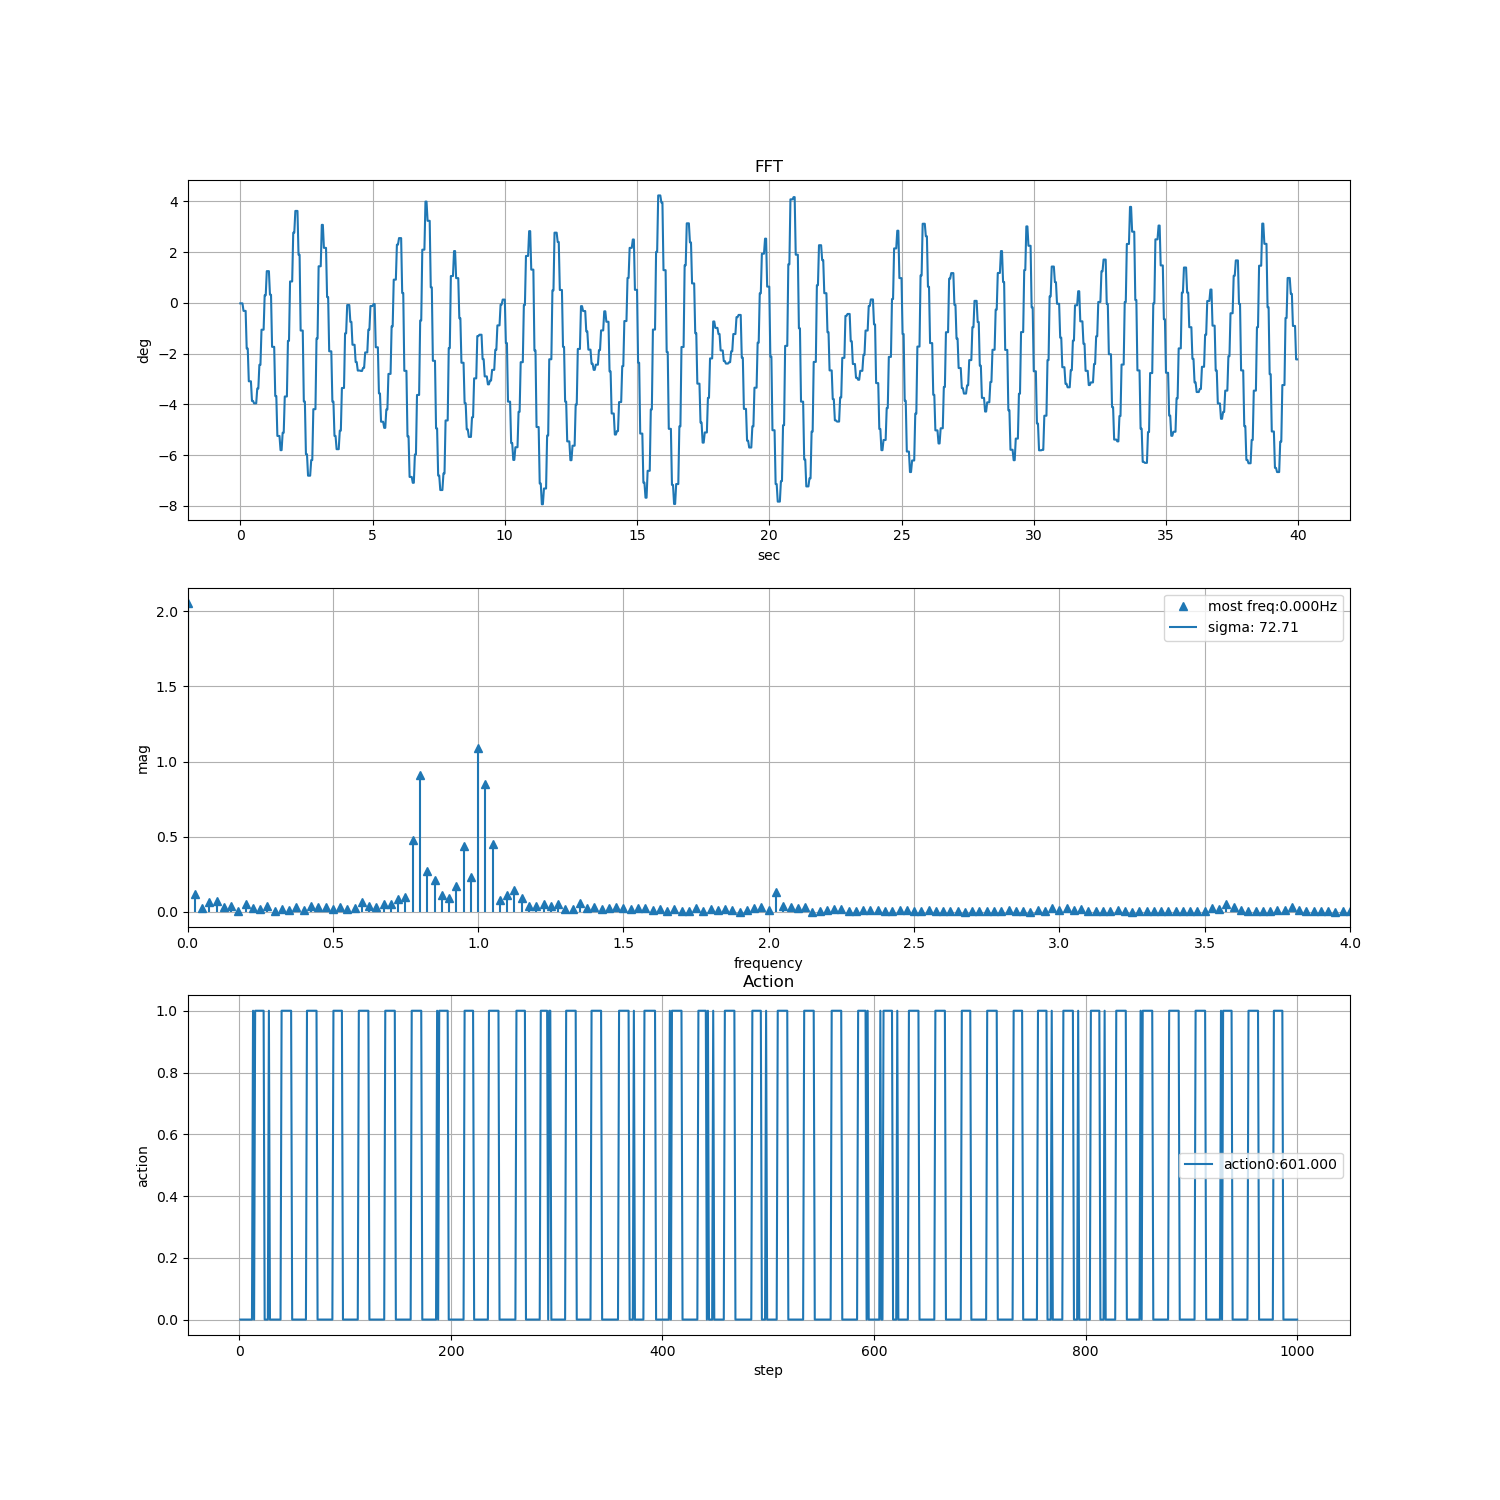 FFT
4
2
0
−2
−4
−6
−8
deg
0 5 10 15 20 25 30 35 40
sec
2.0
1.5
1.0
0.5
0.0
mag
most freq:0.000Hz
sigma: 72.71
0.0 0.5 1.0 1.5 2.0 2.5 3.0 3.5 4.0
frequency
Action
1.0
0.8
0.6
0.4
0.2
0.0
action
action0:601.000
0 200 400 600 800 1000
step